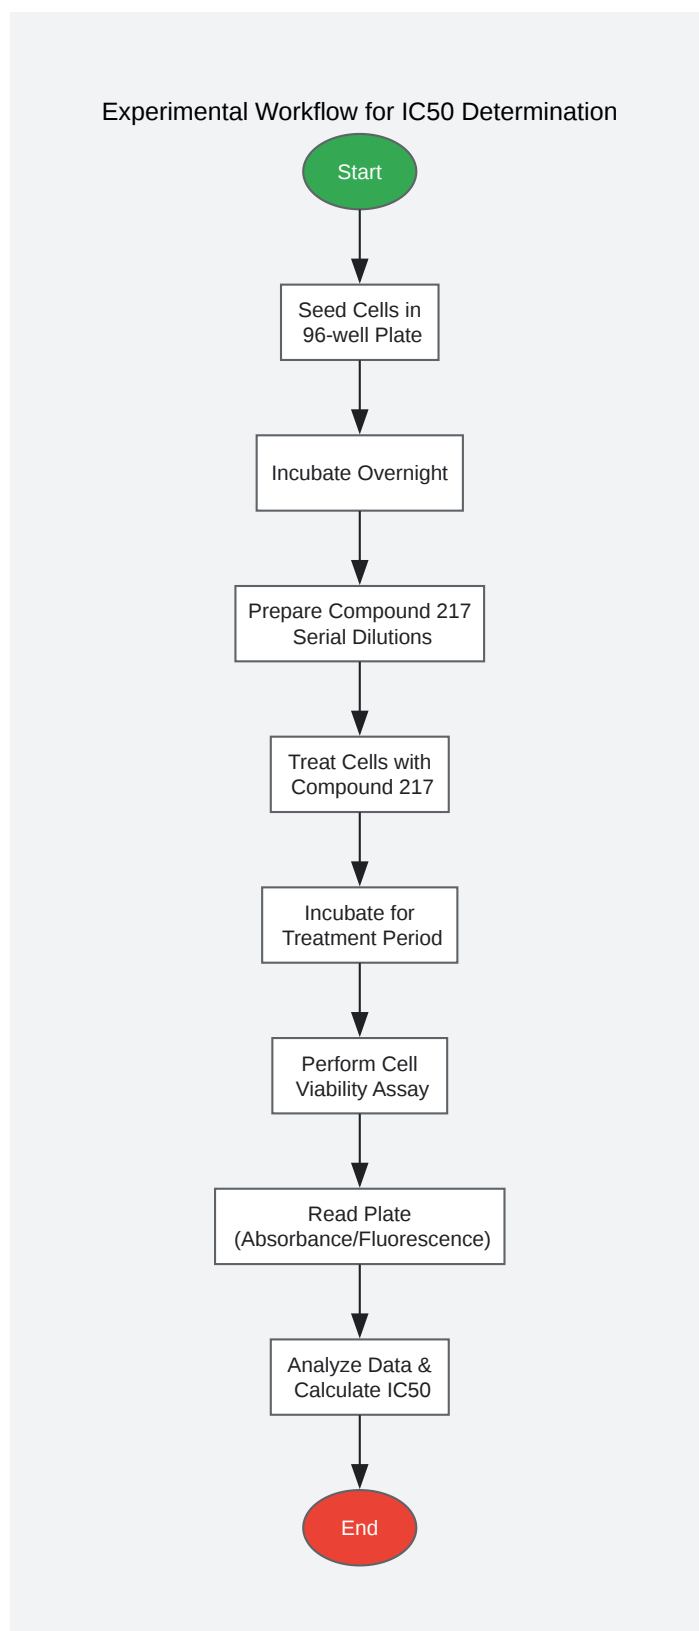 Experimental Workflow for IC50 Determination
Start
Seed Cells in
96-well Plate
Incubate Overnight
Prepare Compound 217
Serial Dilutions
Treat Cells with
Compound 217
Incubate for
Treatment Period
Perform Cell
Viability Assay
Read Plate
(Absorbance/Fluorescence)
Analyze Data &
Calculate IC50
End